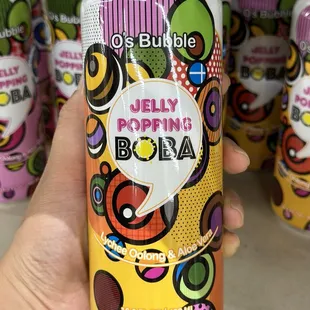 O's Bubble
JELLY
POPPING
BOBA
Lychee Oolong & Aloe Vera